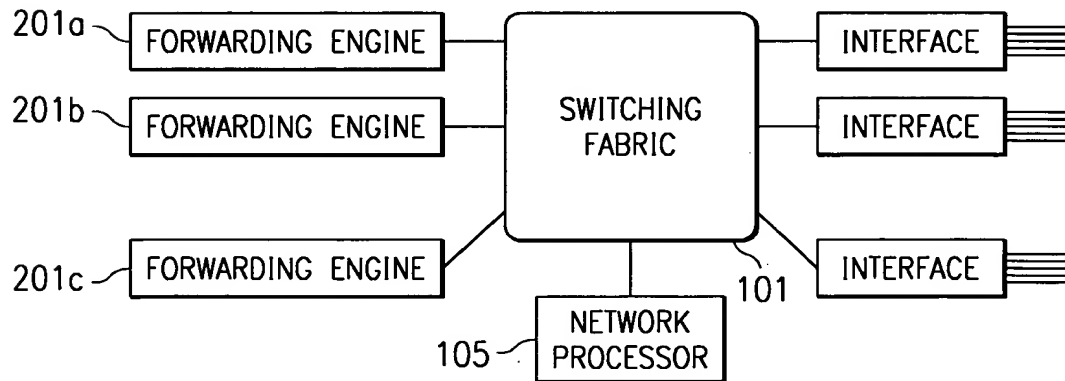 201a
FORWARDING ENGINE
INTERFACE
201b
FORWARDING ENGINE
SWITCHING
FABRIC
INTERFACE
201c
FORWARDING ENGINE
101
INTERFACE
105
NETWORK
PROCESSOR